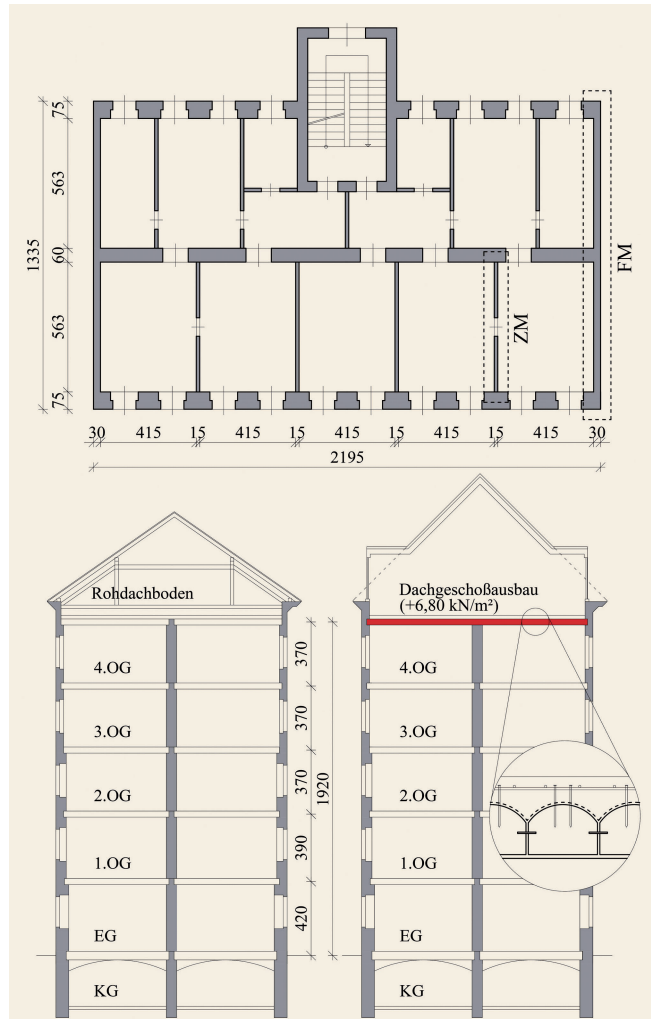 75
563
60
563
75
1335
FM
ZM
30 415 15 415 15 415 15 415 15 415 30
2195
Rohdachboden
4.OG
3.OG
2.OG
1.OG
EG
KG
370
370
370
390
420
1920
Dachgeschoßausbau
(+6,80 kN/m²)
4.OG
3.OG
2.OG
1.OG
EG
KG